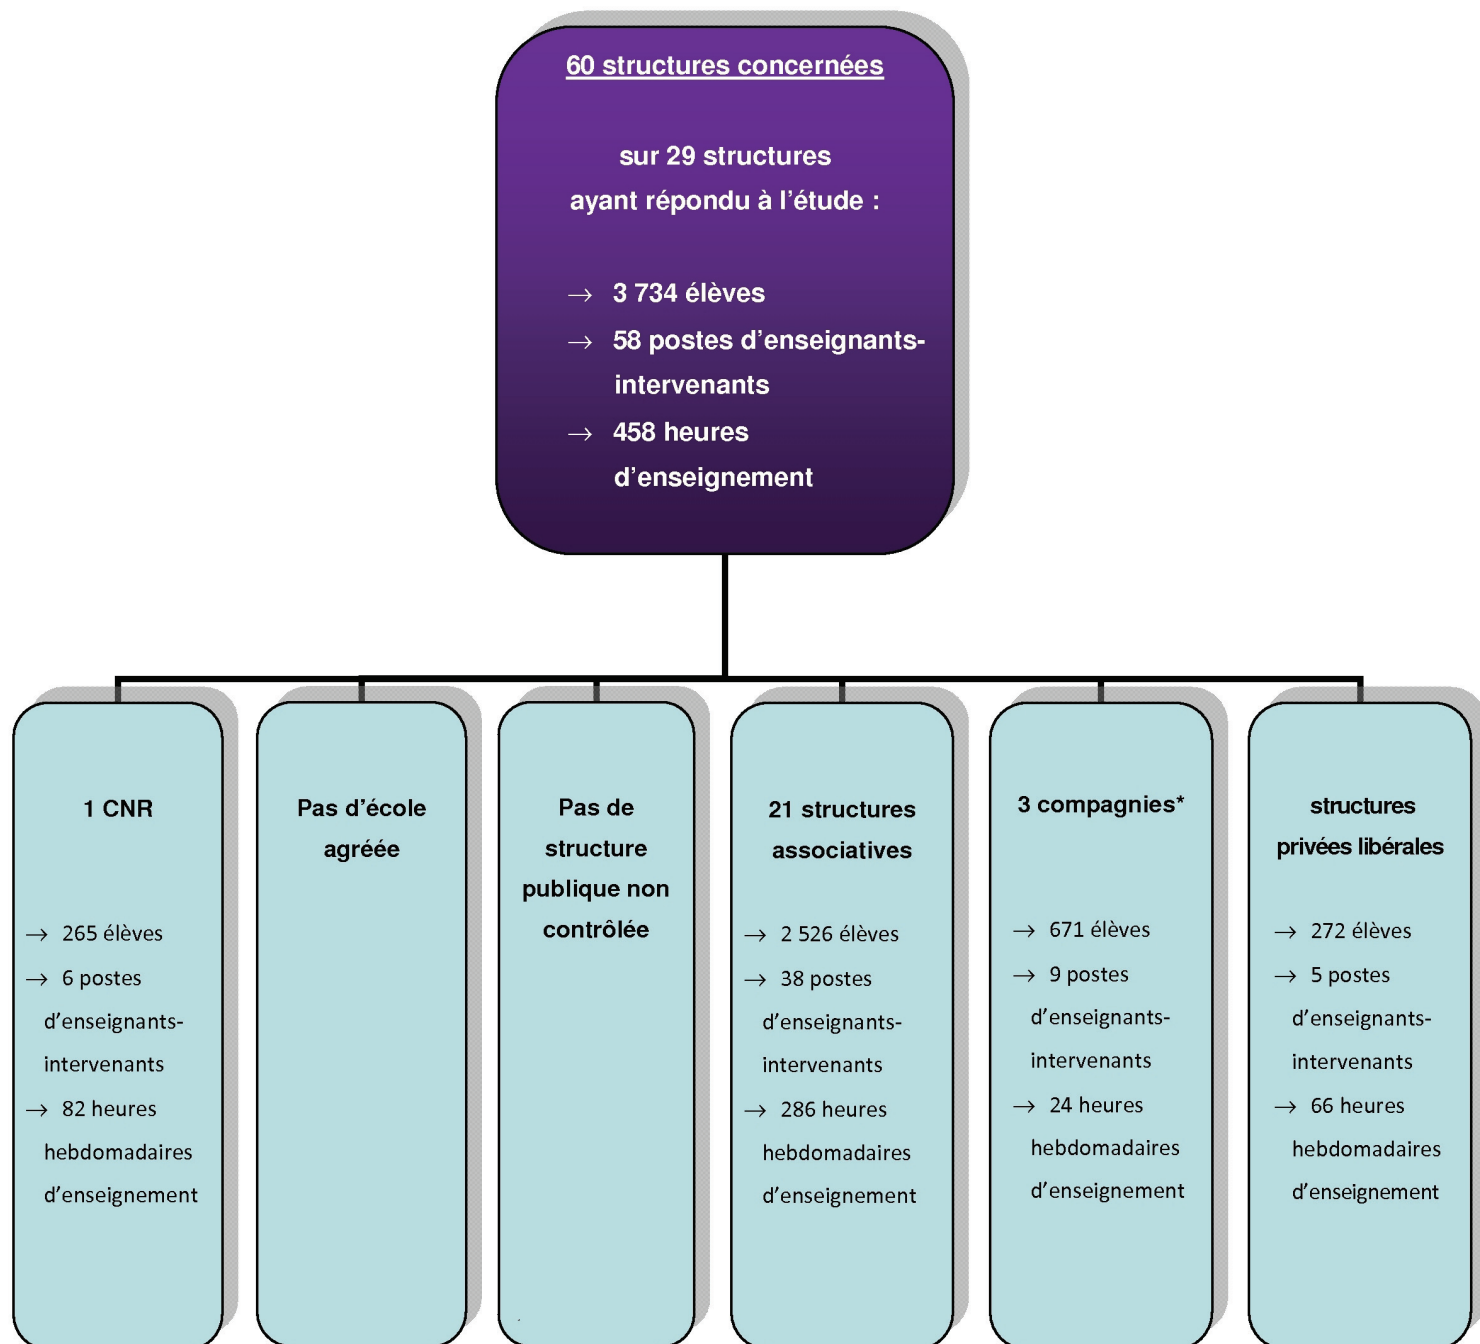 60 structures concernées
sur 29 structures
ayant répondu à l’étude :
→ 3 734 élèves
→ 58 postes d’enseignants-
intervenants
→ 458 heures
d’enseignement
1 CNR
→ 265 élèves
→ 6 postes
d’enseignants-
intervenants
→ 82 heures
hebdomadaires
d’enseignement
Pas d’école
agréée
Pas de
structure
publique non
contrôlée
21 structures
associatives
→ 2 526 élèves
→ 38 postes
d’enseignants-
intervenants
→ 286 heures
hebdomadaires
d’enseignement
3 compagnies*
→ 671 élèves
→ 9 postes
d’enseignants-
intervenants
→ 24 heures
hebdomadaires
d’enseignement
structures
privées libérales
→ 272 élèves
→ 5 postes
d’enseignants-
intervenants
→ 66 heures
hebdomadaires
d’enseignement